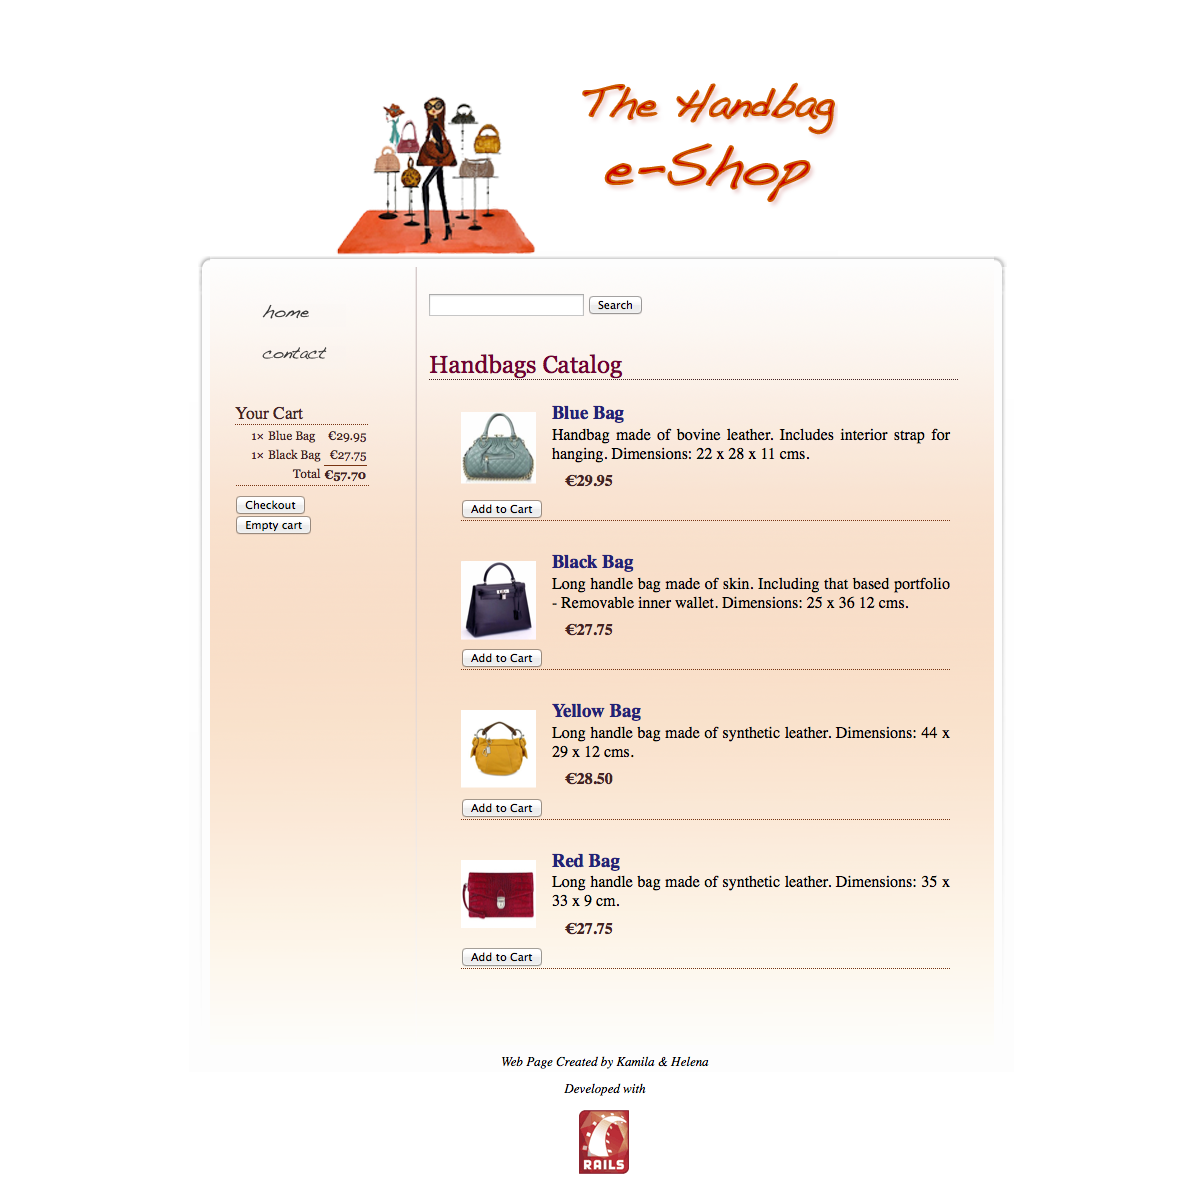 The Handbag
e-Shop
home
contact
Your Cart
1× Blue Bag €29.95
1× Black Bag €27.75
Total €57.70
Checkout
Empty cart
Search
Handbags Catalog
Blue Bag
Handbag made of bovine leather. Includes interior strap for
hanging. Dimensions: 22 x 28 x 11 cms.
€29.95
Add to Cart
Black Bag
Long handle bag made of skin. Including that based portfolio
- Removable inner wallet. Dimensions: 25 x 36 12 cms.
€27.75
Add to Cart
Yellow Bag
Long handle bag made of synthetic leather. Dimensions: 44 x
29 x 12 cms.
€28.50
Add to Cart
Red Bag
Long handle bag made of synthetic leather. Dimensions: 35 x
33 x 9 cm.
€27.75
Add to Cart
Web Page Created by Kamila & Helena
Developed with
RAILS